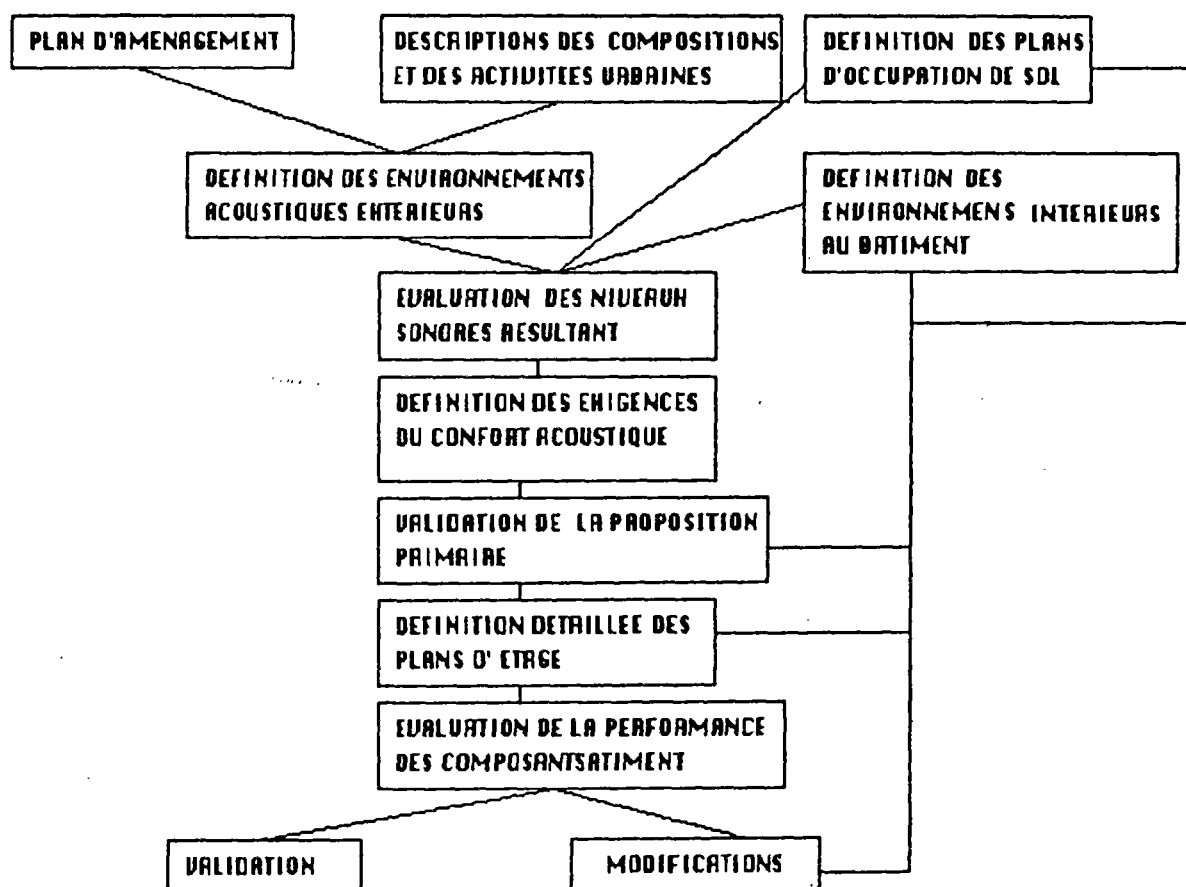 PLAN D'AMENAGEMENT
DESCRIPTIONS DES COMPOSITIONS
ET DES ACTIVITEES URBAINES
DEFINITION DES PLANS
D'OCCUPATION DE SOL
DEFINITION DES ENVIRONNEMENTS
ACOUSTIQUES EXTERIEURS
DEFINITION DES
ENVIRONNEMENS INTERIEURS
AU BATIMENT
EVALUATION DES NIVEAUX
SONORES RESULTANT
DEFINITION DES EXIGENCES
DU CONFORT ACOUSTIQUE
VALIDATION DE LA PROPOSITION
PRIMAIRE
DEFINITION DETAILLEE DES
PLANS D' ETAGE
EVALUATION DE LA PERFORMANCE
DES COMPOSANTSATIMENT
VALIDATION
MODIFICATIONS